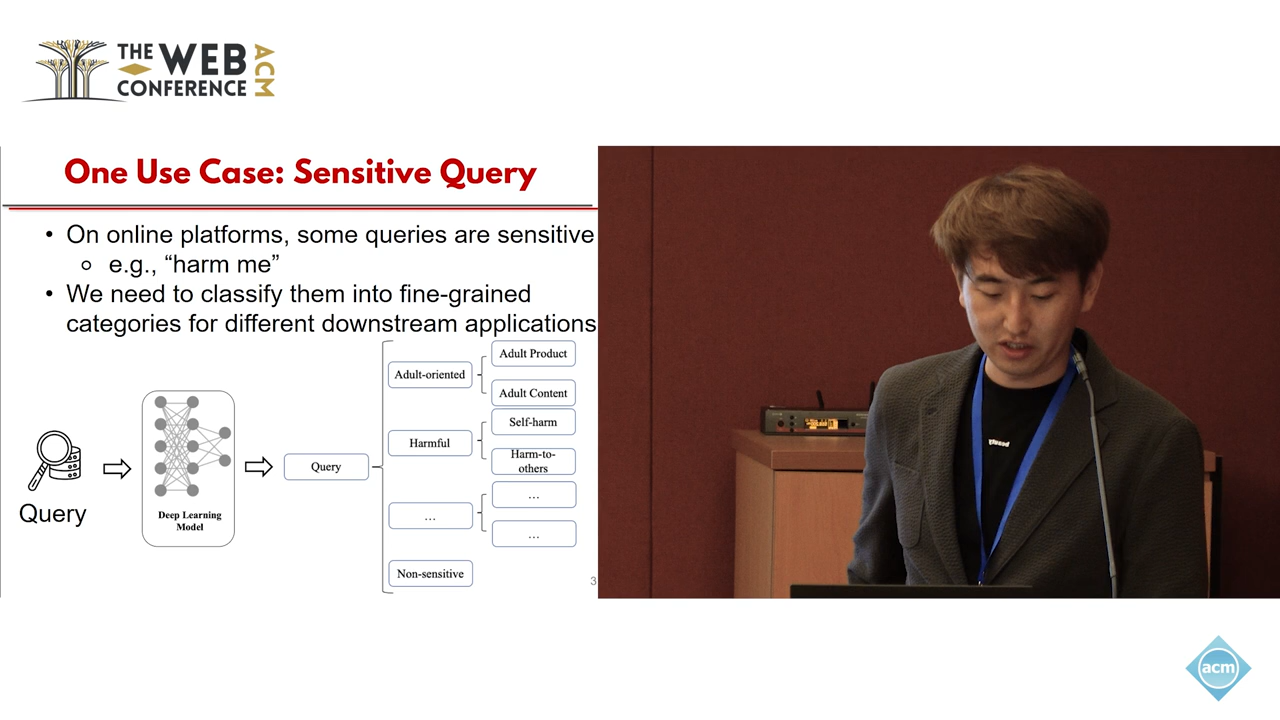 THE WEB
CONFERENCE
ACM
One Use Case: Sensitive Query
• On online platforms, some queries are sensitive
○ e.g., “harm me”
• We need to classify them into fine-grained
categories for different downstream applications
Adult Product
Adult-oriented
Adult Content
Self-harm
Harmful
Harm-to-
others
Query
Query
Deep Learning
Model
...
...
...
Non-sensitive
3
acm